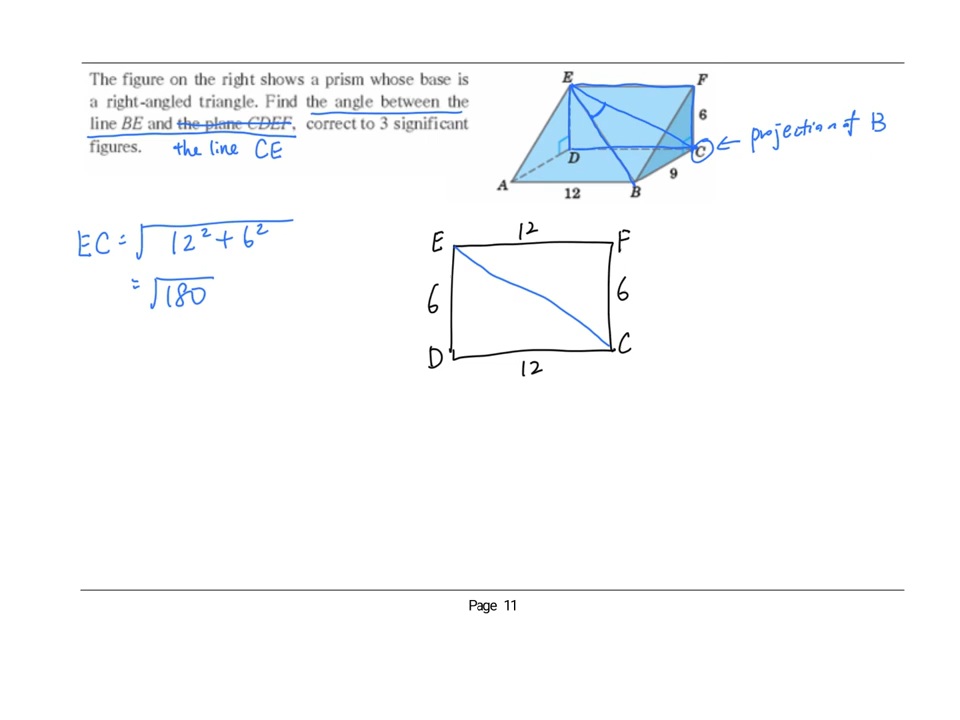 The figure on the right shows a prism whose base is
a right-angled triangle. Find the angle between the
line BE and the plane CDEF, correct to 3 significant
figures.
the line CE
E
F
6
C ← projection of B
D
9
A
12
B
EC = √12² + 6²
= √180
E 12 F
6 6
D 12 C
Page 11